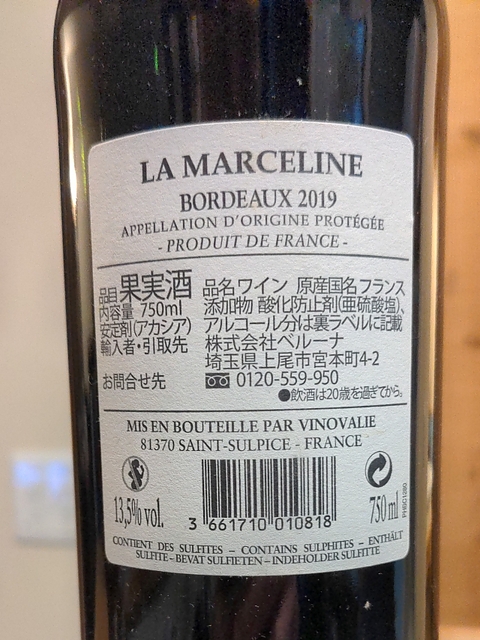 LA MARCELINE
BORDEAUX 2019
APPELLATION D'ORIGINE PROTÉGÉE
- PRODUIT DE FRANCE -
品目 果実酒
内容量 750ml
安定剤(アカシア)
輸入者・引取先
お問合せ先
品名 ワイン 原産国名 フランス
添加物 酸化防止剤(亜硫酸塩)、
アルコール分は裏ラベルに記載
株式会社ベルーナ
埼玉県上尾市宮本町4-2
0120-559-950
●飲酒は20歳を過ぎてから。
MIS EN BOUTEILLE PAR VINOVALIE
81370 SAINT-SULPICE - FRANCE
13,5% vol.
3 661710 010818
750 ml
CONTIENT DES SULFITES – CONTAINS SULPHITES – ENTHÄLT
SULFITE – BEVAT SULFIETEN – INDEHOLDER SULFITTE